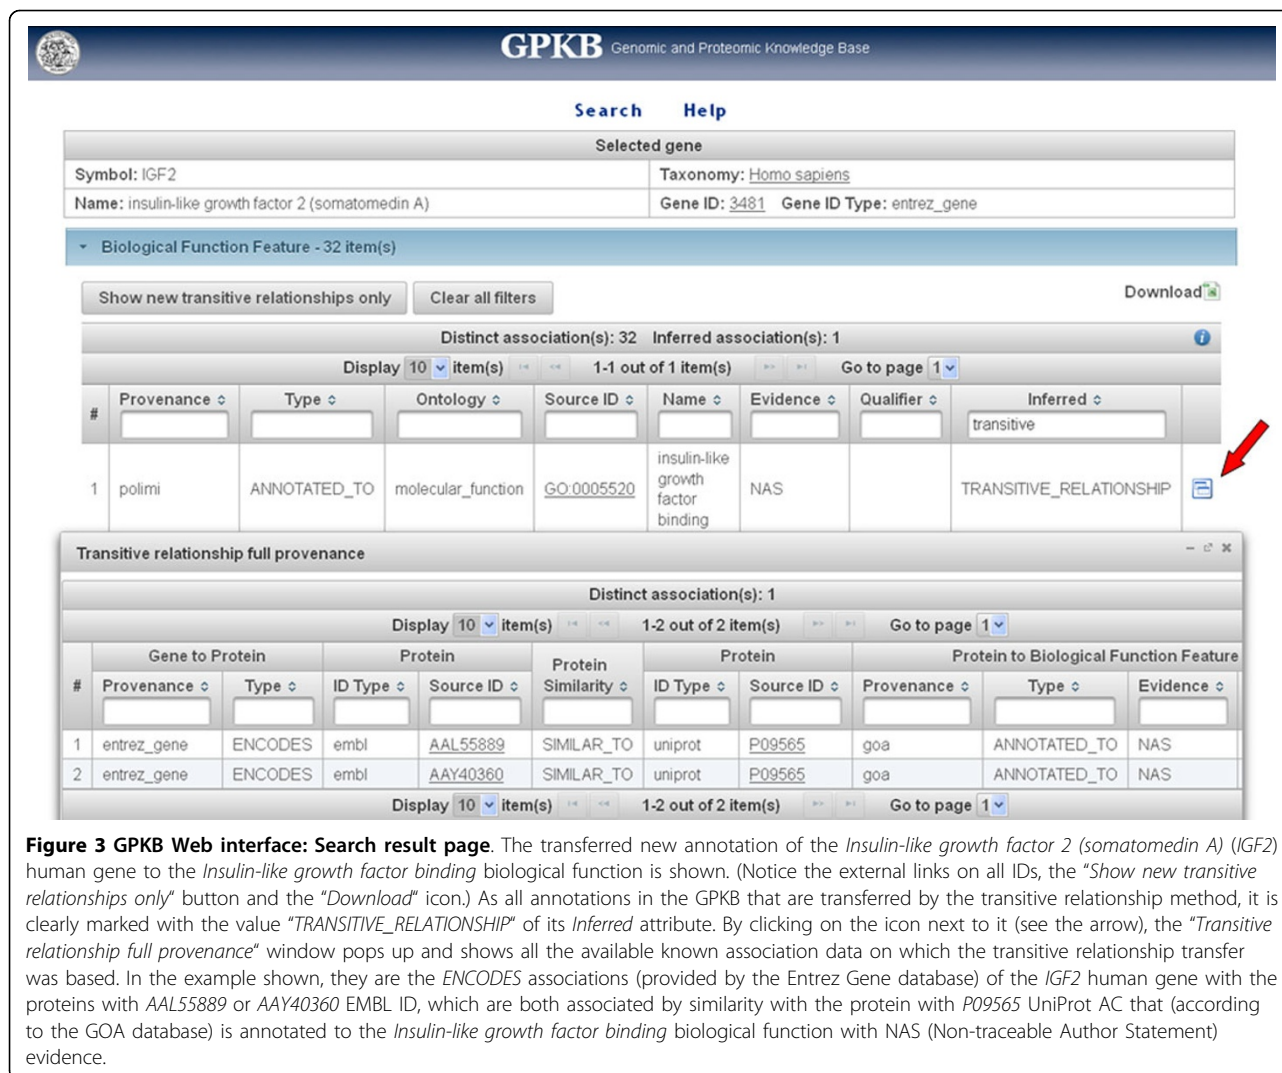 GPKB Genomic and Proteomic Knowledge Base
Search Help
Selected gene
Symbol: IGF2 Taxonomy: Homo sapiens
Name: insulin-like growth factor 2 (somatomedin A) Gene ID: 3481 Gene ID Type: entrez_gene
Biological Function Feature - 32 item(s)
Show new transitive relationships only Clear all filters Download
Distinct association(s): 32 Inferred association(s): 1
Display 10 item(s) 1-1 out of 1 item(s) Go to page 1
# Provenance Type Ontology Source ID Name Evidence Qualifier Inferred
transitive
1 polimi ANNOTATED_TO molecular_function GO:0005520 insulin-like growth factor binding NAS TRANSITIVE_RELATIONSHIP
Transitive relationship full provenance
Distinct association(s): 1
Display 10 item(s) 1-2 out of 2 item(s) Go to page 1
Gene to Protein Protein Protein Similarity Protein Protein to Biological Function Feature
# Provenance Type ID Type Source ID ID Type Source ID Provenance Type Evidence
1 entrez_gene ENCODES embl AAL55889 SIMILAR_TO uniprot P09565 goa ANNOTATED_TO NAS
2 entrez_gene ENCODES embl AAY40360 SIMILAR_TO uniprot P09565 goa ANNOTATED_TO NAS
Display 10 item(s) 1-2 out of 2 item(s) Go to page 1
Figure 3 GPKB Web interface: Search result page. The transferred new annotation of the Insulin-like growth factor 2 (somatomedin A) (IGF2)
human gene to the Insulin-like growth factor binding biological function is shown. (Notice the external links on all IDs, the "Show new transitive
relationships only" button and the "Download" icon.) As all annotations in the GPKB that are transferred by the transitive relationship method, it is
clearly marked with the value "TRANSITIVE_RELATIONSHIP" of its Inferred attribute. By clicking on the icon next to it (see the arrow), the "Transitive
relationship full provenance" window pops up and shows all the available known association data on which the transitive relationship transfer
was based. In the example shown, they are the ENCODES associations (provided by the Entrez Gene database) of the IGF2 human gene with the
proteins with AAL55889 or AAY40360 EMBL ID, which are both associated by similarity with the protein with P09565 UniProt AC that (according
to the GOA database) is annotated to the Insulin-like growth factor binding biological function with NAS (Non-traceable Author Statement)
evidence.